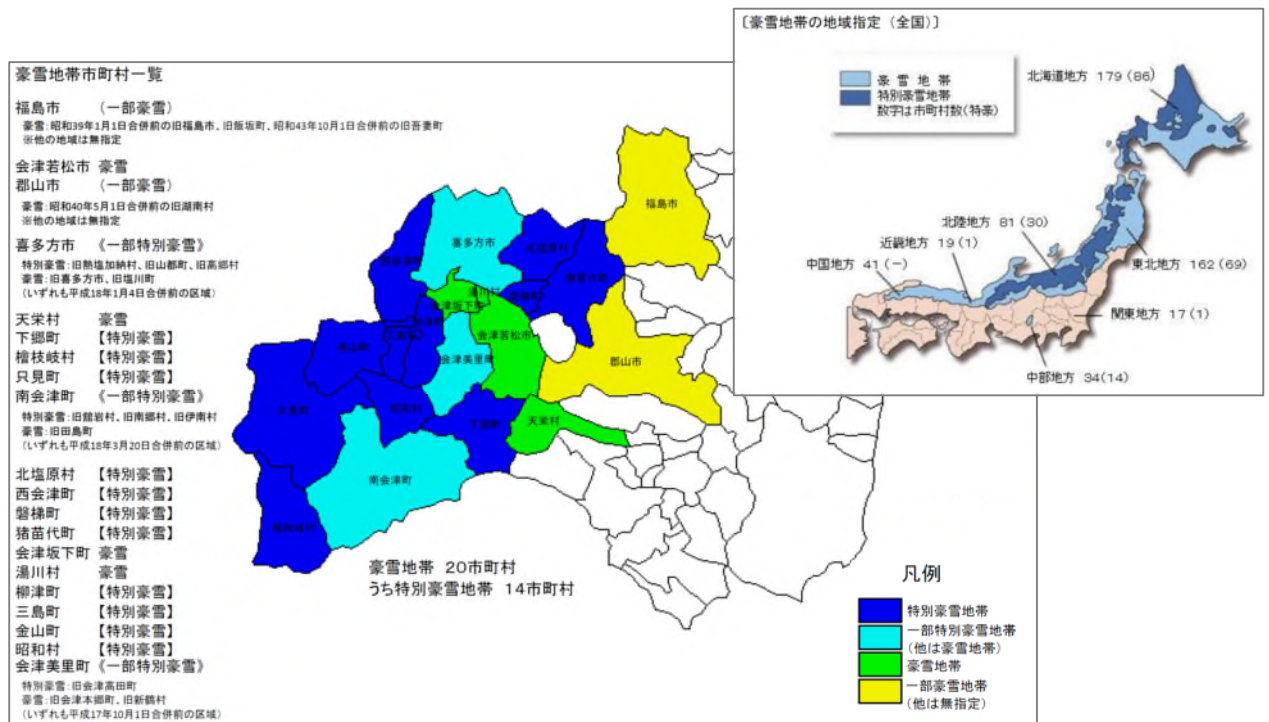 豪雪地帯市町村一覧
福島市 (一部豪雪)
豪雪:昭和39年1月1日合併前の旧福島市、旧飯坂町、昭和43年10月1日合併前の旧吾妻町
※他の地域は無指定
会津若松市 豪雪
郡山市 (一部豪雪)
豪雪:昭和40年5月1日合併前の旧湖南村
※他の地域は無指定
喜多方市 《一部特別豪雪》
特別豪雪:旧熱塩加納村、旧山都町、旧高郷村
豪雪:旧喜多方市、旧塩川町
(いずれも平成18年1月4日合併前の区域)
天栄村 豪雪
下郷町 【特別豪雪】
檜枝岐村 【特別豪雪】
只見町 【特別豪雪】
南会津町 《一部特別豪雪》
特別豪雪:旧舘岩村、旧南郷村、旧伊南村
豪雪:旧田島町
(いずれも平成18年3月20日合併前の区域)
北塩原村 【特別豪雪】
西会津町 【特別豪雪】
磐梯町 【特別豪雪】
猪苗代町 【特別豪雪】
会津坂下町 豪雪
湯川村 豪雪
柳津町 【特別豪雪】
三島町 【特別豪雪】
金山町 【特別豪雪】
昭和村 【特別豪雪】
会津美里町 《一部特別豪雪》
特別豪雪:旧会津高田町
豪雪:旧会津本郷町、旧新鶴村
(いずれも平成17年10月1日合併前の区域)
福島市
喜多方市
北塩原村
西会津町
猪苗代町
湯川村
磐梯町
会津坂下町
会津若松市
金山町
会津美里町
郡山市
只見町
昭和村
下郷町
天栄村
南会津町
檜枝岐村
豪雪地帯 20市町村
うち特別豪雪地帯 14市町村
凡例
特別豪雪地帯
一部特別豪雪地帯
(他は豪雪地帯)
豪雪地帯
一部豪雪地帯
(他は無指定)
〔豪雪地帯の地域指定(全国)〕
豪雪地帯
特別豪雪地帯
数字は市町村数(特豪)
北海道地方 179(86)
北陸地方 81(30)
近畿地方 19(1)
中国地方 41(-)
東北地方 162(69)
関東地方 17(1)
中部地方 34(14)